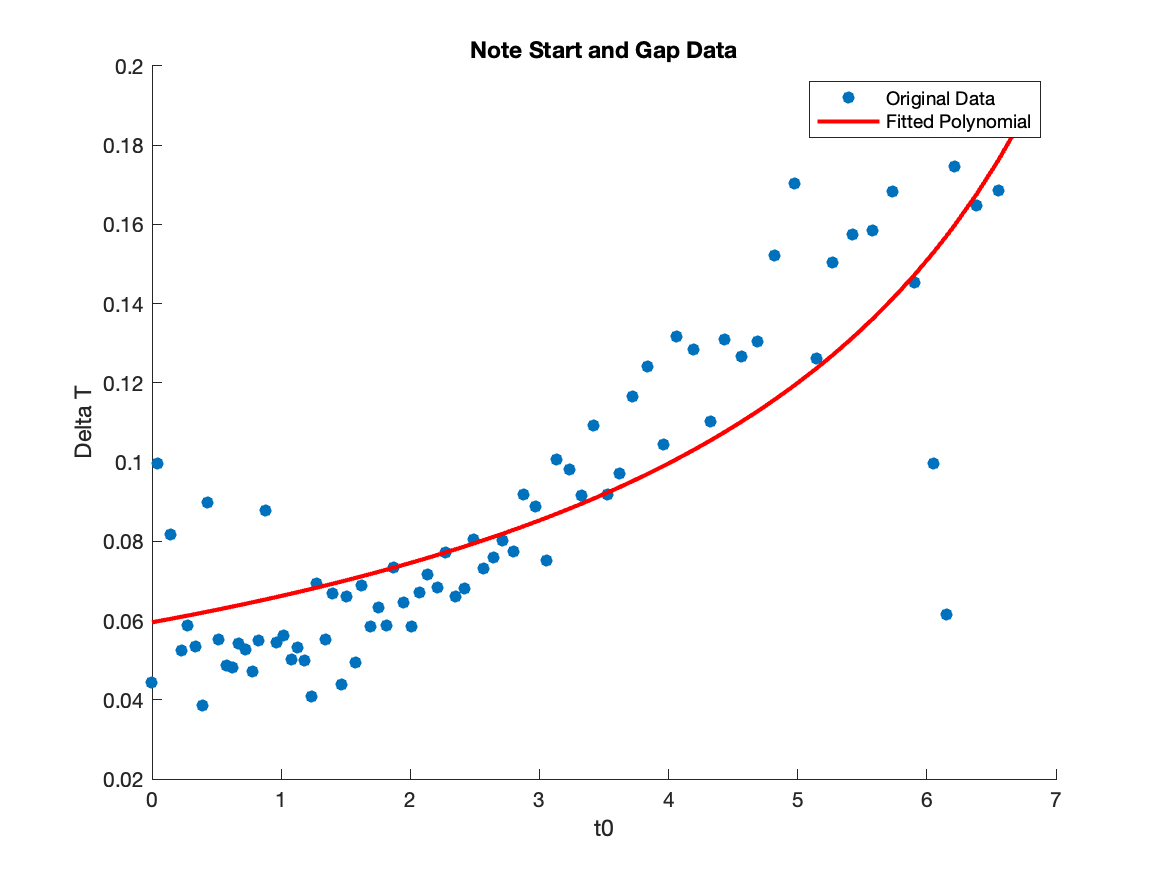 Note Start and Gap Data
Original Data
Fitted Polynomial
0.2
0.18
0.16
0.14
0.12
0.1
0.08
0.06
0.04
0.02
Delta T
0 1 2 3 4 5 6 7
t0